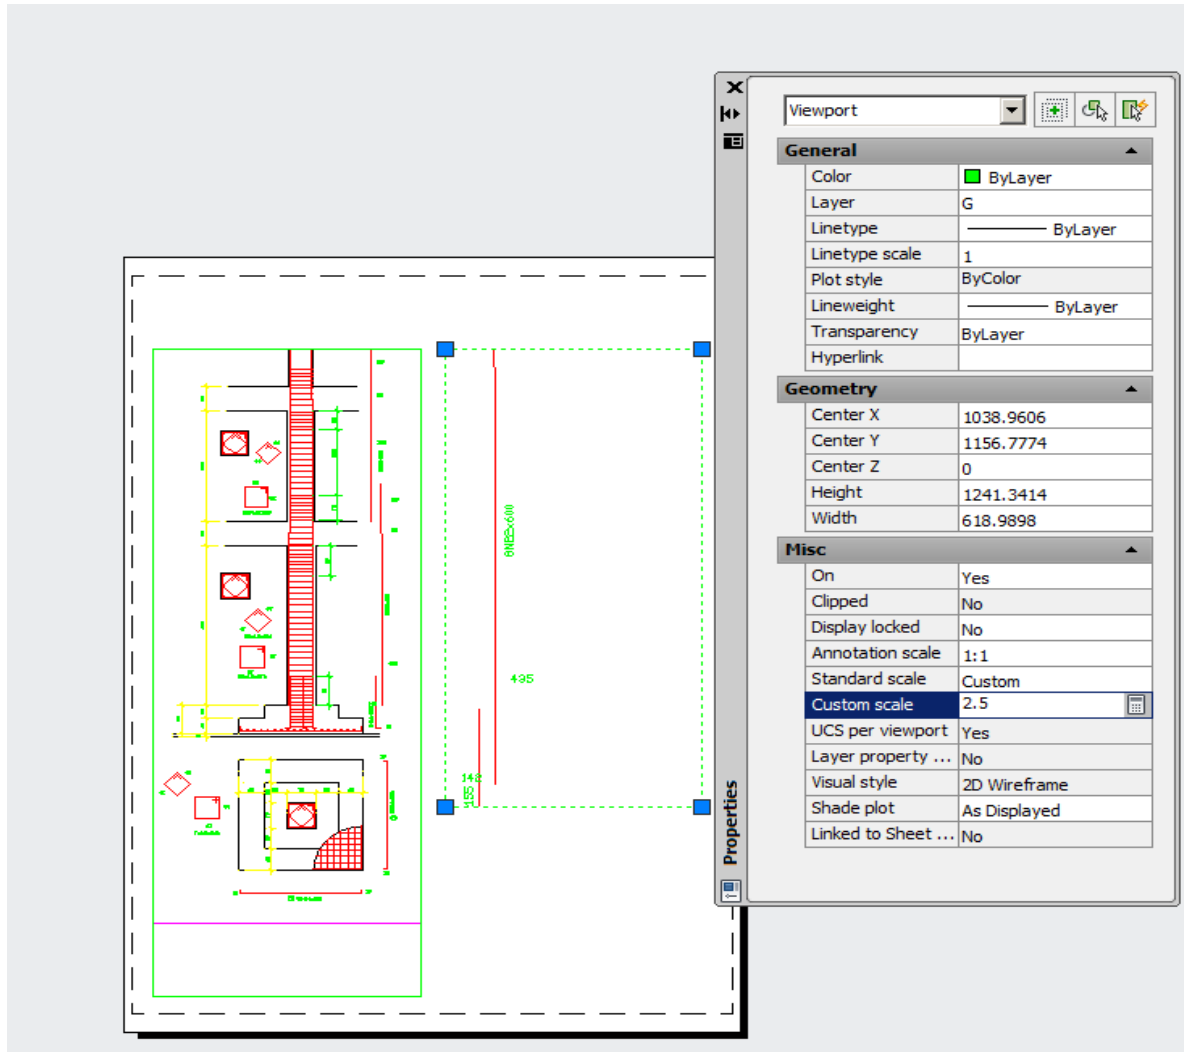 Viewport
General
Color ByLayer
Layer G
Linetype ByLayer
Linetype scale 1
Plot style ByColor
Lineweight ByLayer
Transparency ByLayer
Hyperlink
Geometry
Center X 1038.9606
Center Y 1156.7774
Center Z 0
Height 1241.3414
Width 618.9898
Misc
On Yes
Clipped No
Display locked No
Annotation scale 1:1
Standard scale Custom
Custom scale 2.5
UCS per viewport Yes
Layer property ... No
Visual style 2D Wireframe
Shade plot As Displayed
Linked to Sheet ... No
Properties
495
142
155